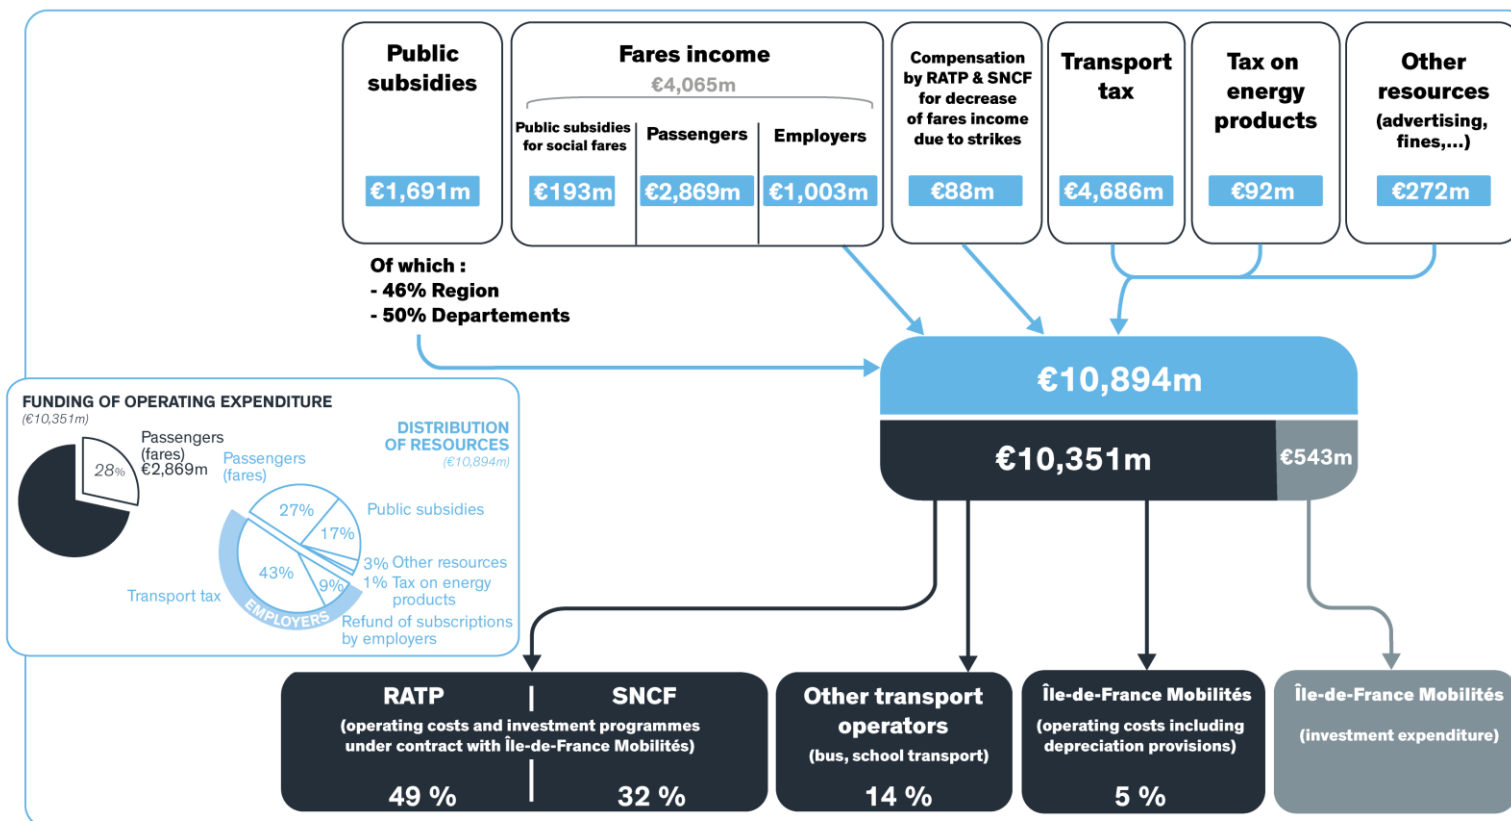 Public
subsidies
€1,691m
Fares income
€4,065m
Public subsidies
for social fares
€193m
Passengers
€2,869m
Employers
€1,003m
Compensation
by RATP & SNCF
for decrease
of fares income
due to strikes
€88m
Transport
tax
€4,686m
Tax on
energy
products
€92m
Other
resources
(advertising,
fines,...)
€272m
Of which :
- 46% Region
- 50% Departements
€10,894m
€10,351m
€543m
FUNDING OF OPERATING EXPENDITURE
(€10,351m)
Passengers
(fares)
€2,869m
28%
DISTRIBUTION
OF RESOURCES
(€10,894m)
Passengers
(fares)
27%
Public subsidies
17%
3% Other resources
1% Tax on energy
products
43%
9%
Transport tax
EMPLOYERS
Refund of subscriptions
by employers
RATP | SNCF
(operating costs and investment programmes
under contract with Île-de-France Mobilités)
49 % | 32 %
Other transport
operators
(bus, school transport)
14 %
Île-de-France Mobilités
(operating costs including
depreciation provisions)
5 %
Île-de-France Mobilités
(investment expenditure)